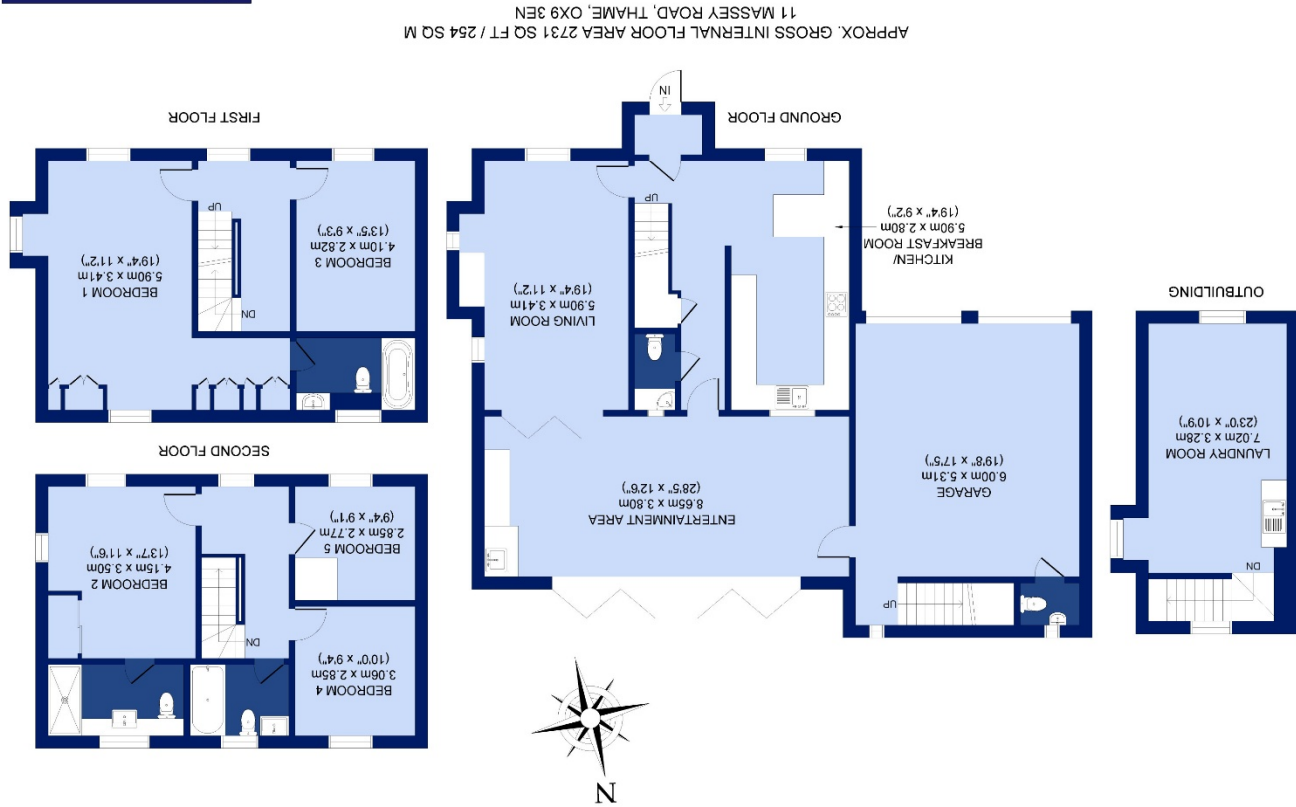 N
OUTBUILDING
LAUNDRY ROOM
7.02m x 3.28m
(23'0" x 10'9")
DN
GARAGE
6.00m x 5.31m
(19'8" x 17'5")
UP
ENTERTAINMENT AREA
8.65m x 3.80m
(28'5" x 12'6")
KITCHEN/
BREAKFAST ROOM
5.90m x 2.80m
(19'4" x 9'2")
LIVING ROOM
5.90m x 3.41m
(19'4" x 11'2")
UP
IN
GROUND FLOOR
BEDROOM 4
3.06m x 2.85m
(10'0" x 9'4")
BEDROOM 5
2.85m x 2.77m
(9'4" x 9'1")
DN
BEDROOM 2
4.15m x 3.50m
(13'7" x 11'6")
SECOND FLOOR
BEDROOM 3
4.10m x 2.82m
(13'5" x 9'3")
DN
UP
BEDROOM 1
5.90m x 3.41m
(19'4" x 11'2")
FIRST FLOOR
APPROX. GROSS INTERNAL FLOOR AREA 2731 SQ FT / 254 SQ M
11 MASSEY ROAD, THAME, OX9 3EN